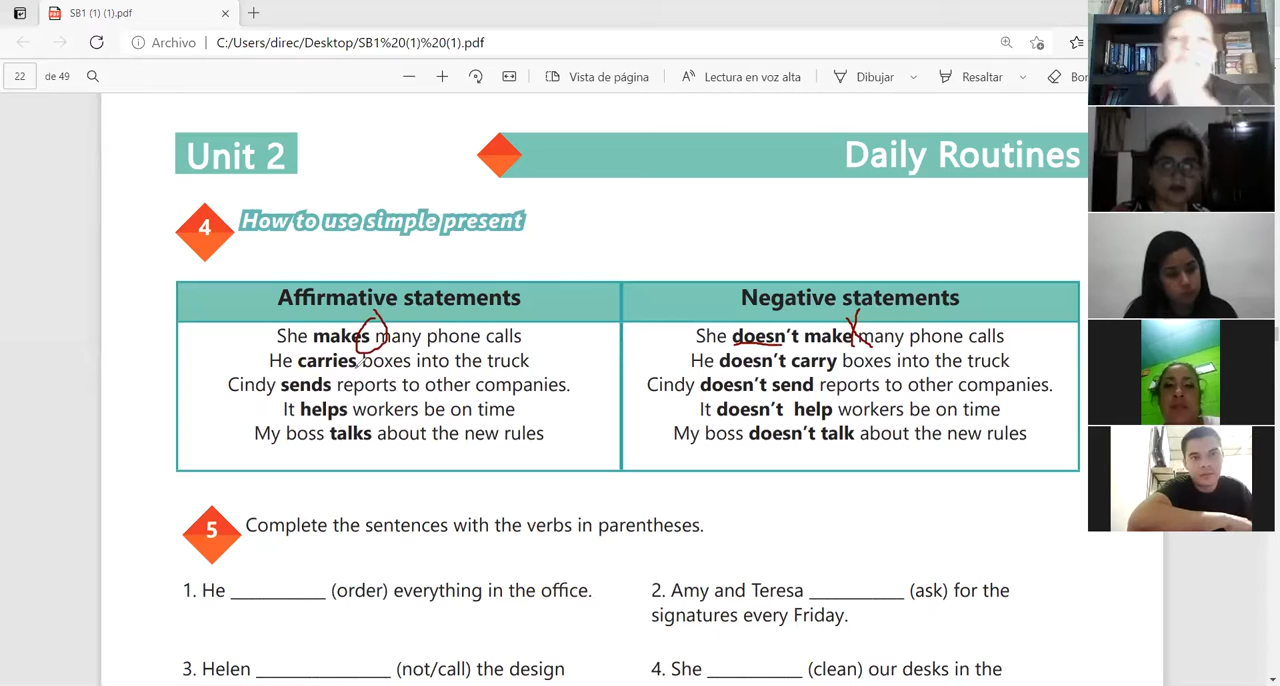 SB1 (1) (1).pdf
Archivo | C:/Users/direc/Desktop/SB1%20(1)%20(1).pdf
22 de 49 Vista de página Lectura en voz alta Dibujar Resaltar Bor
Unit 2
Daily Routines
4 How to use simple present
Affirmative statements
She makes many phone calls
He carries boxes into the truck
Cindy sends reports to other companies.
It helps workers be on time
My boss talks about the new rules
Negative statements
She doesn't make many phone calls
He doesn't carry boxes into the truck
Cindy doesn't send reports to other companies.
It doesn't help workers be on time
My boss doesn't talk about the new rules
5 Complete the sentences with the verbs in parentheses.
1. He __________ (order) everything in the office.
2. Amy and Teresa __________ (ask) for the
signatures every Friday.
3. Helen ______________ (not/call) the design
4. She __________ (clean) our desks in the